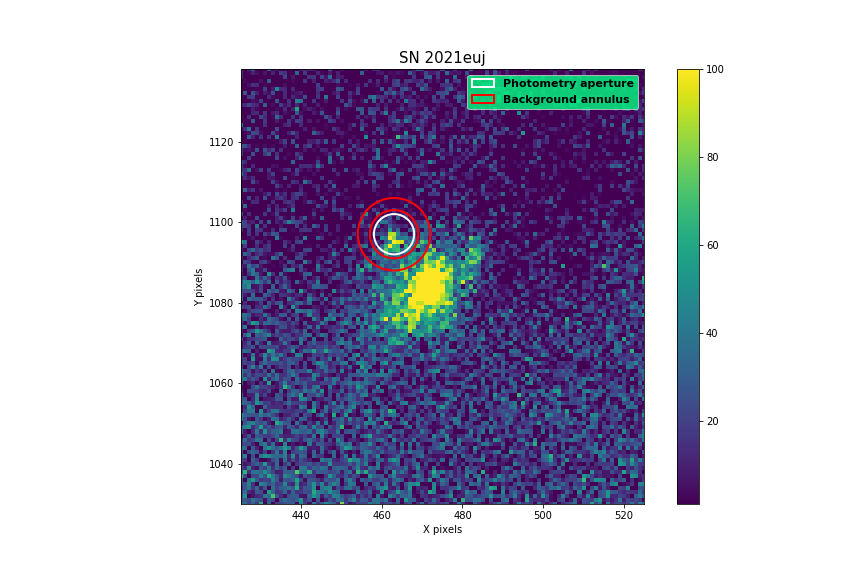 SN 2021euj
Photometry aperture
Background annulus
100
80
60
40
20
1120
1100
1080
1060
1040
Y pixels
440 460 480 500 520
X pixels